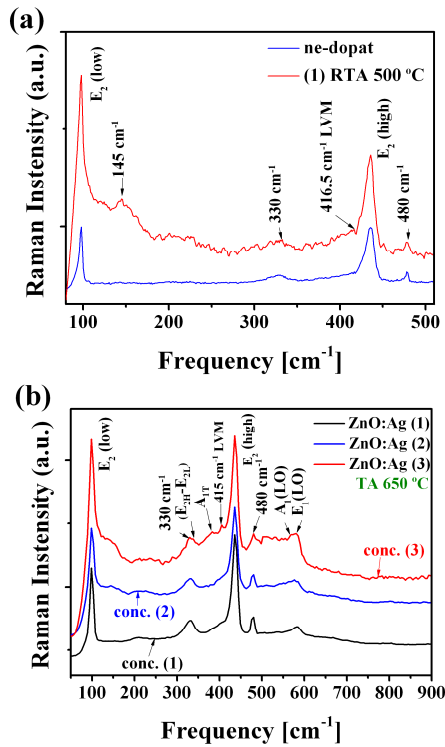 (a)
ne-dopat
(1) RTA 500 °C
E2 (low)
145 cm-1
330 cm-1
416.5 cm-1 LVM
E2 (high)
480 cm-1
Raman Instensity (a.u.)
100 200 300 400 500
Frequency [cm-1]
(b)
ZnO:Ag (1)
ZnO:Ag (2)
ZnO:Ag (3)
TA 650 °C
E2 (low)
330 cm-1
(E2H-E2L)
A1T
415 cm-1 LVM
E2 (high)
480 cm-1
A1(LO)
E1(LO)
conc. (3)
conc. (2)
conc. (1)
Raman Instensity (a.u.)
100 200 300 400 500 600 700 800 900
Frequency [cm-1]